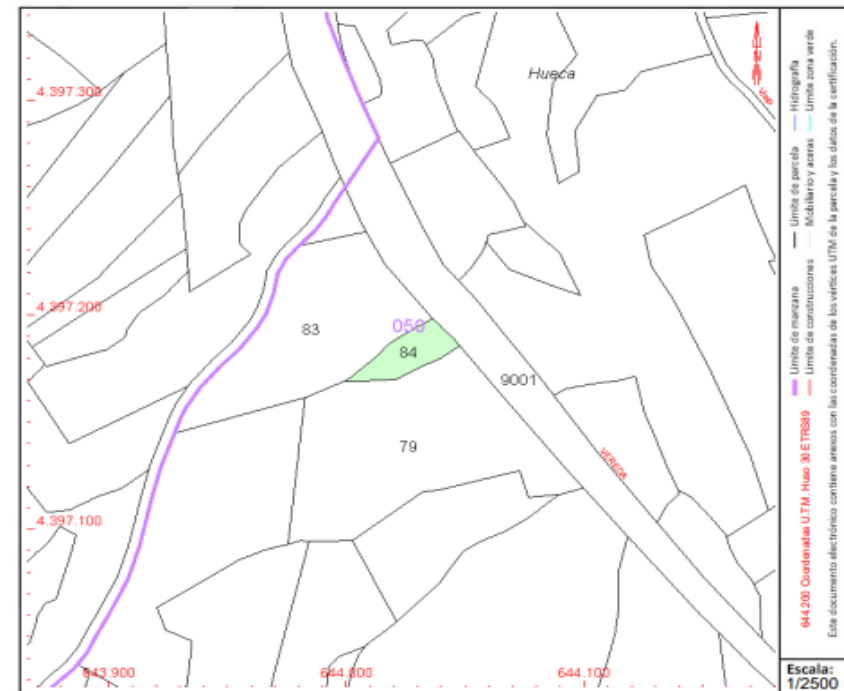 Hueca
4.397.300
4.397.200
4.397.100
83
050
84
79
9001
VEREDA
643.900
644.000
644.100
Límite de manzana
Límite de parcela
Hidrografía
Límite de construcciones
Mobiliario y aceras
Límite zona verde
644.200 Coordenadas U.T.M. Huso 30 ETRS89
Este documento electrónico contiene anexos con las coordenadas de los vértices UTM de la parcela y los datos de la certificación.
Escala:
1/2500